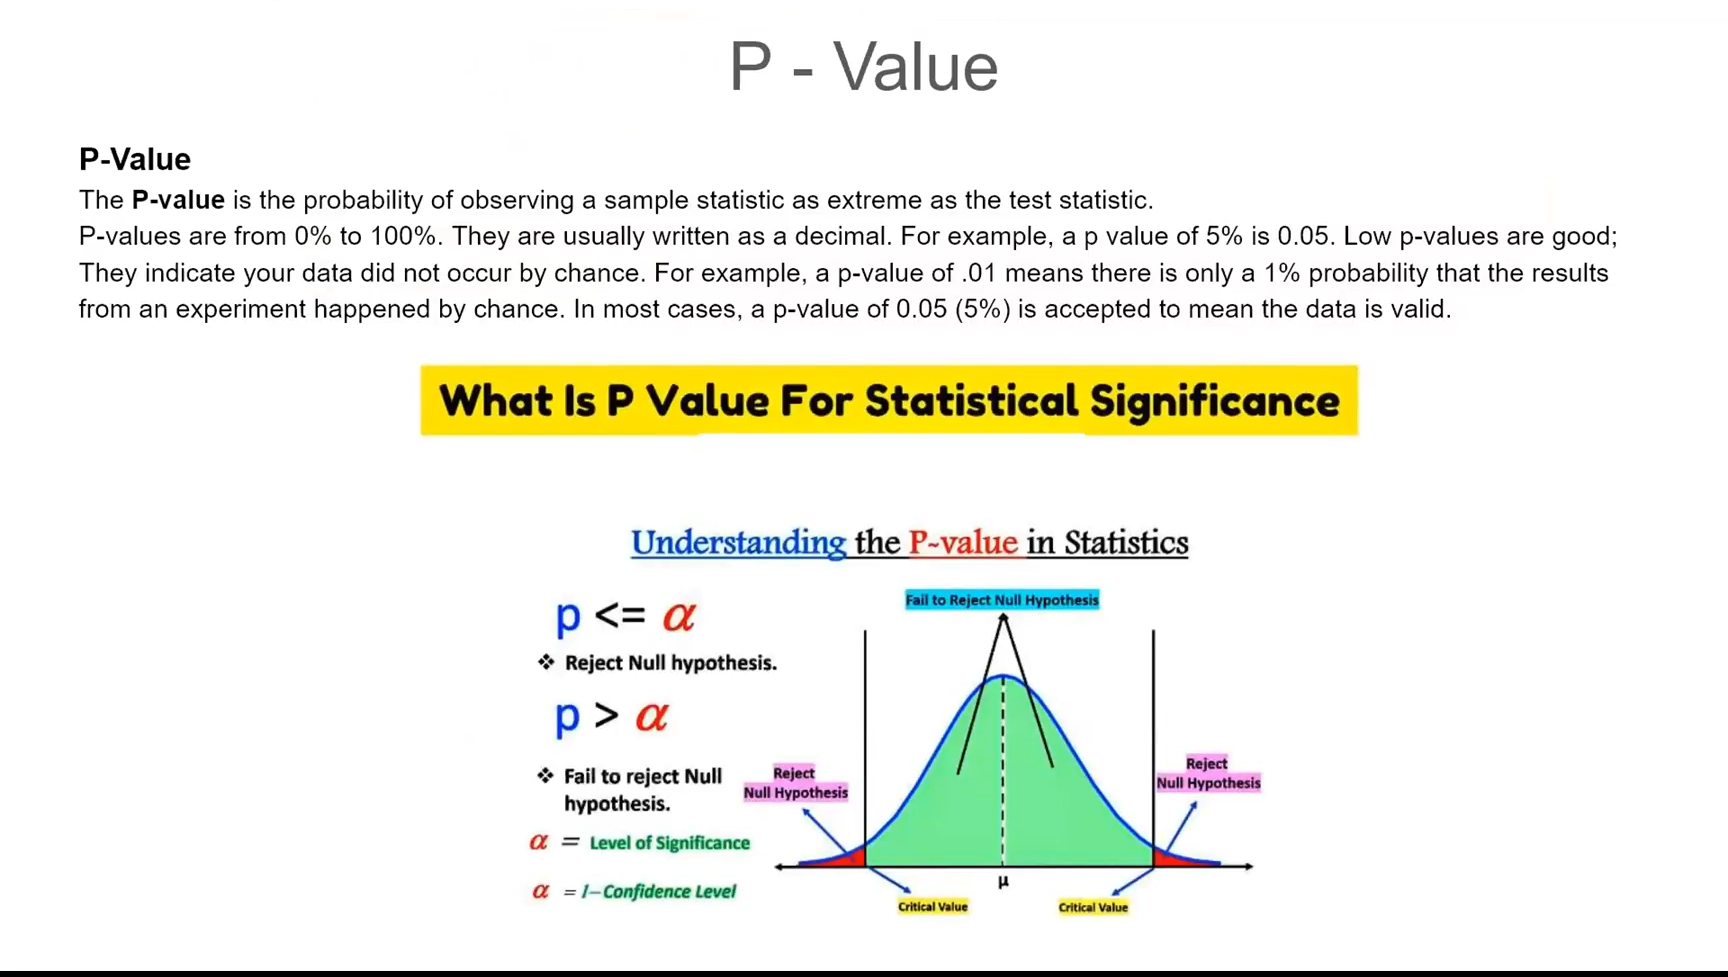 P - Value
P-Value
The P-value is the probability of observing a sample statistic as extreme as the test statistic.
P-values are from 0% to 100%. They are usually written as a decimal. For example, a p value of 5% is 0.05. Low p-values are good;
They indicate your data did not occur by chance. For example, a p-value of .01 means there is only a 1% probability that the results
from an experiment happened by chance. In most cases, a p-value of 0.05 (5%) is accepted to mean the data is valid.
What Is P Value For Statistical Significance
Understanding the P~value in Statistics
p <= α
❖ Reject Null hypothesis.
p > α
❖ Fail to reject Null
hypothesis.
α = Level of Significance
α = 1–Confidence Level
Fail to Reject Null Hypothesis
Reject
Null Hypothesis
Reject
Null Hypothesis
μ
Critical Value
Critical Value